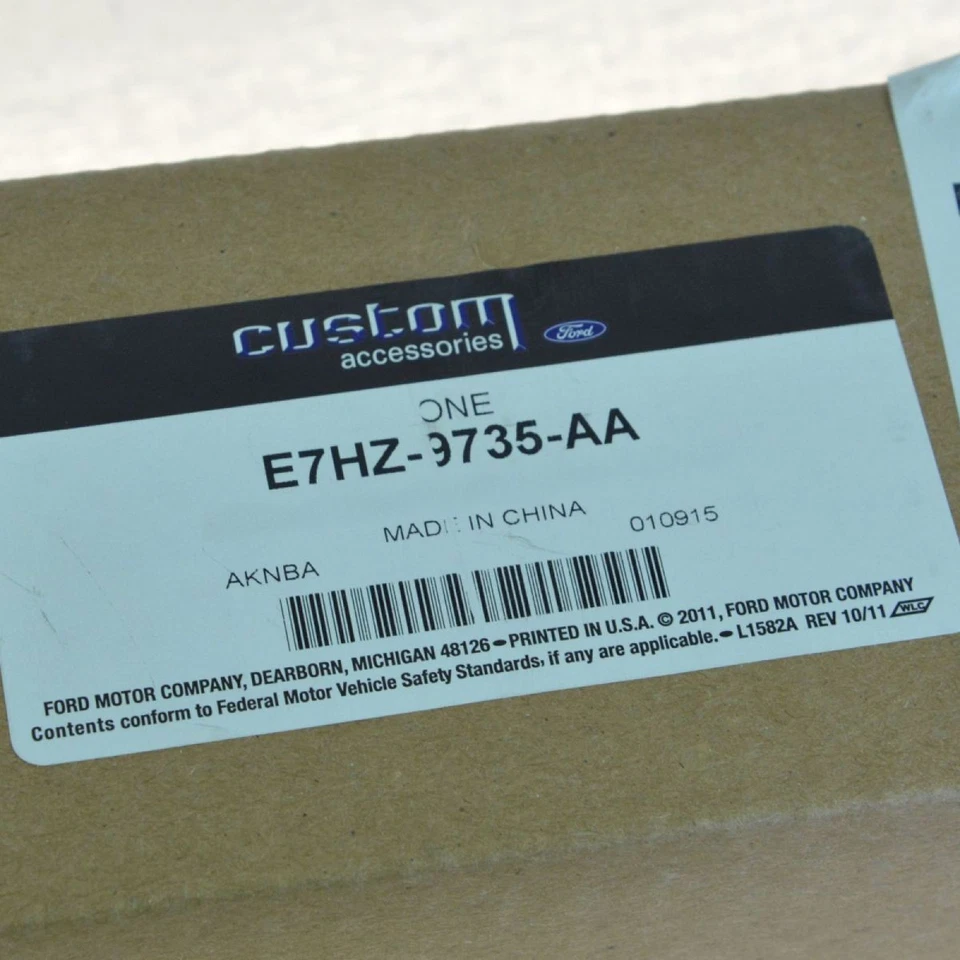 custom
accessories
Ford
ONE
E7HZ-9735-AA
MADE IN CHINA
010915
AKNBA
FORD MOTOR COMPANY, DEARBORN, MICHIGAN 48126 • PRINTED IN U.S.A. © 2011, FORD MOTOR COMPANY
Contents conform to Federal Motor Vehicle Safety Standards, if any are applicable. • L1582A REV 10/11 WLC